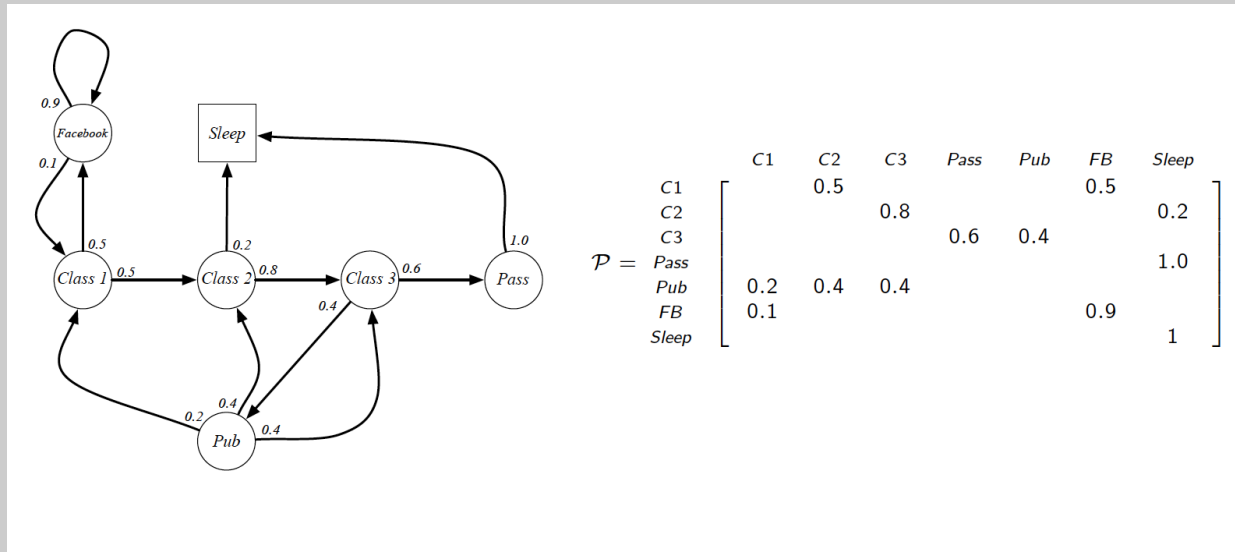 0.9
Facebook
0.1
Sleep
0.5
0.2
1.0
Class 1
0.5
Class 2
0.8
Class 3
0.6
Pass
0.4
0.4
0.2
Pub
0.4
C1 C2 C3 Pass Pub FB Sleep
C1 0.5 0.5
C2 0.8 0.2
C3 0.6 0.4
𝒫 = Pass 1.0
Pub 0.2 0.4 0.4
FB 0.1 0.9
Sleep 1